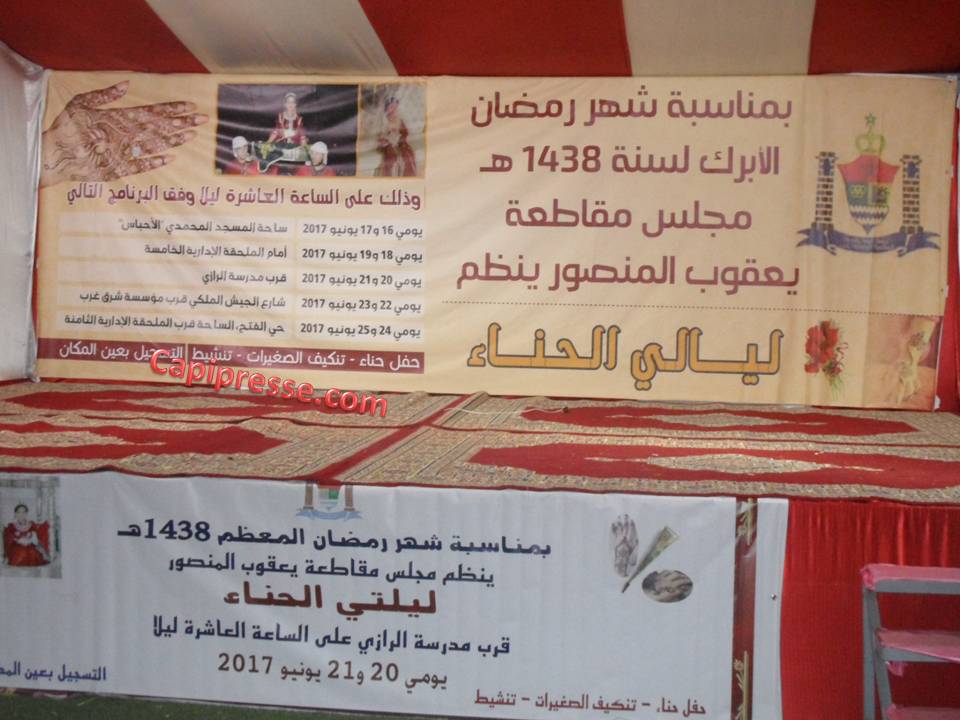 بمناسبة شهر رمضان
الأبرك لسنة 1438 هـ
مجلس مقاطعة
يعقوب المنصور ينظم
ليالي الحناء
وذلك على الساعة العاشرة ليلا وفق البرنامج التالي
يومي 16 و17 يونيو 2017 ساحة المسجد المحمدي "الأحباس"
يومي 18 و19 يونيو 2017 أمام الملحقة الإدارية الخامسة
يومي 20 و21 يونيو 2017 قرب مدرسة الرازي
يومي 22 و23 يونيو 2017 شارع الجيش الملكي قرب مؤسسة شرق غرب
يومي 24 و25 يونيو 2017 حي الفتح، الساحة قرب الملحقة الإدارية الثامنة
حفل حناء - تنكيف الصغيرات - تنشيط التسجيل بعين المكان
Capipresse.com
بمناسبة شهر رمضان المعظم 1438هـ
ينظم مجلس مقاطعة يعقوب المنصور
ليلتي الحناء
قرب مدرسة الرازي على الساعة العاشرة ليلا
يومي 20 و21 يونيو 2017
حفل حناء - تنكيف الصغيرات - تنشيط
التسجيل بعين